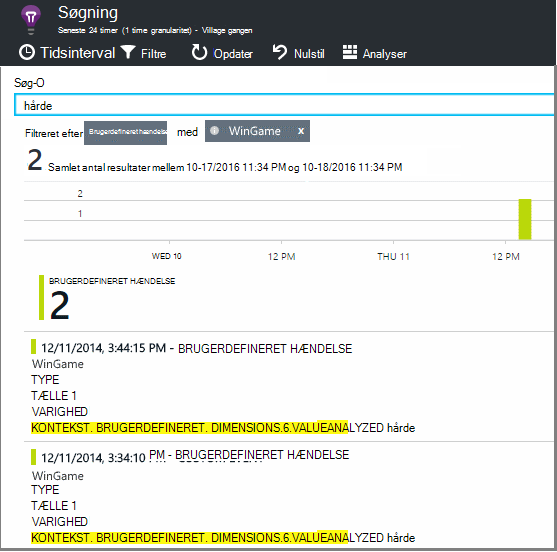 Søgning
Seneste 24 timer (1 time granularitet) - Village gangen
Tidsinterval Filtre Opdater Nulstil Analyser
Søg-O
hårde
Filtreret efter Brugerdefineret hændelse med WinGame x
2 Samlet antal resultater mellem 10-17/2016 11:34 PM og 10-18/2016 11:34 PM
2
1
WED 10 12 PM THU 11 12 PM
BRUGERDEFINERET HÆNDELSE
2
12/11/2014, 3:44:15 PM - BRUGERDEFINERET HÆNDELSE
WinGame
TYPE
TÆLLE 1
VARIGHED
KONTEKST. BRUGERDEFINERET. DIMENSIONS.6.VALUEANALYZED hårde
12/11/2014, 3:34:10 PM - BRUGERDEFINERET HÆNDELSE
WinGame
TYPE
TÆLLE 1
VARIGHED
KONTEKST. BRUGERDEFINERET. DIMENSIONS.6.VALUEANALYZED hårde